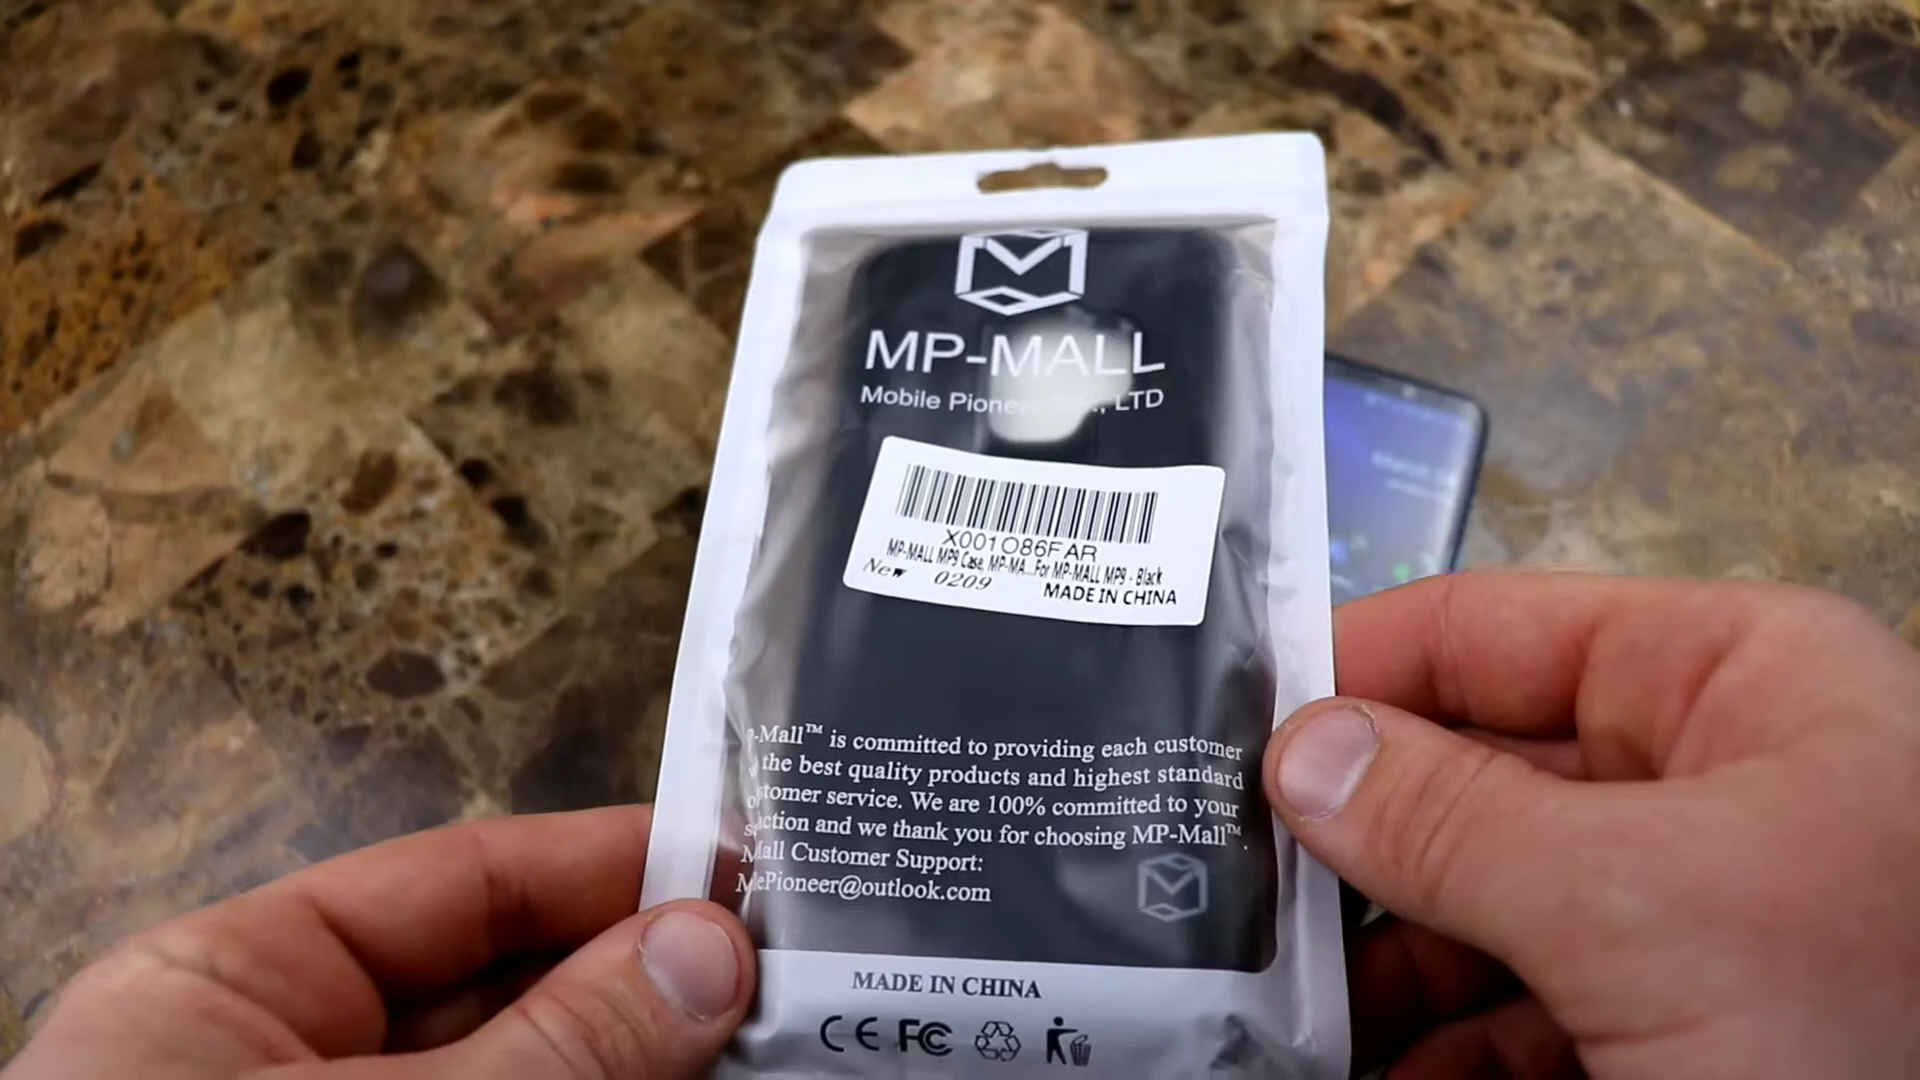 MP-MALL
Mobile LTD
X001O86FAR
MP-MALL MP9 Case, MP-MA...For MP-MALL MP9 - Black
New 0209 MADE IN CHINA
-Mall™ is committed to providing each customer
the best quality products and highest standard
stomer service. We are 100% committed to your
ction and we thank you for choosing MP-Mall™.
Mall Customer Support:
ePioneer@outlook.com
MADE IN CHINA
CE FC